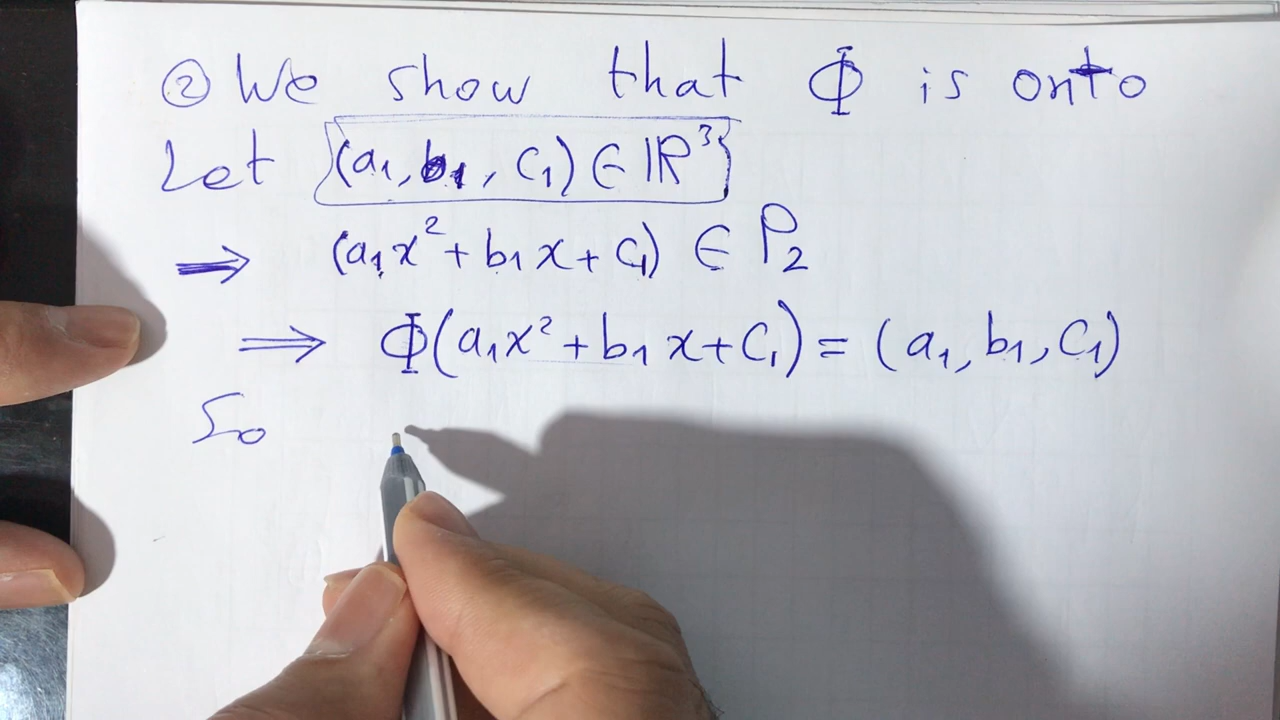 ② We show that Φ is onto
Let (a₁, b₁, c₁) ∈ ℝ³
⇒ (a₁x² + b₁x + c₁) ∈ P₂
⇒ Φ(a₁x² + b₁x + c₁) = (a₁, b₁, c₁)
So